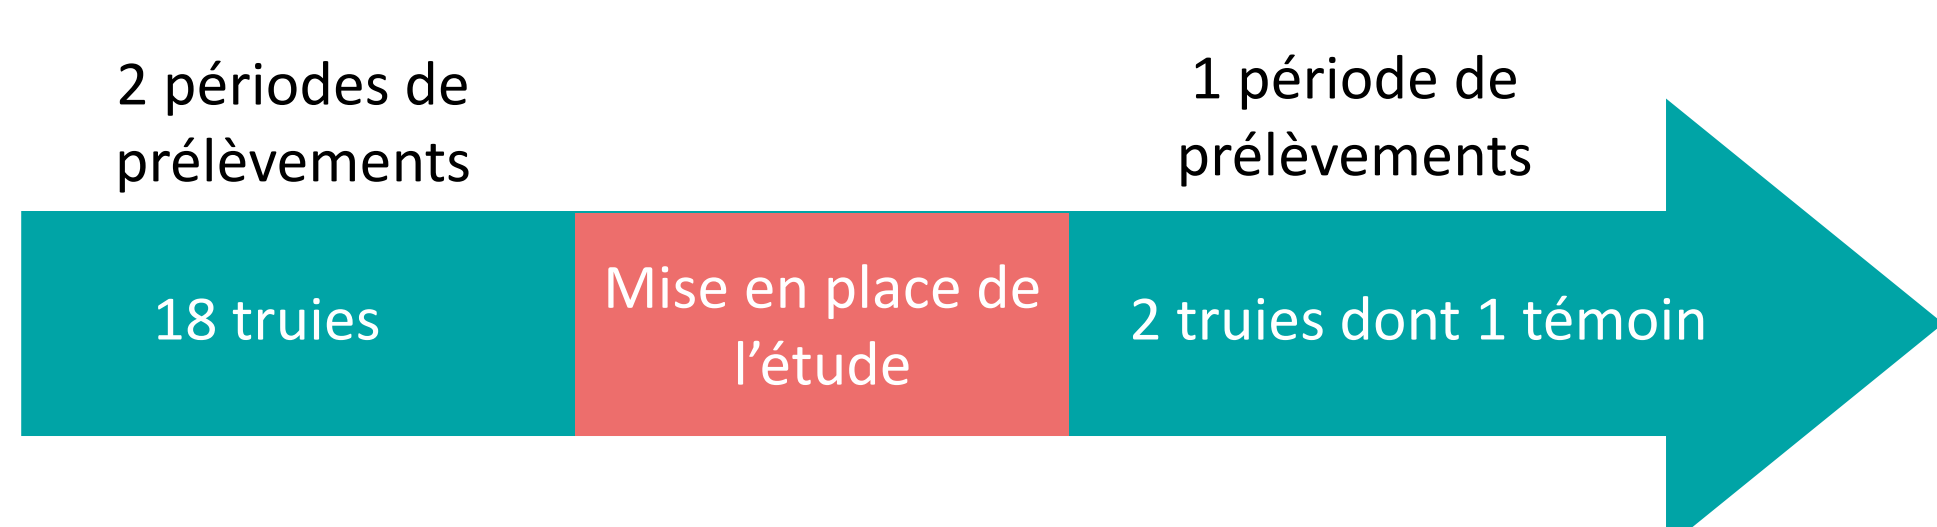 2 périodes de
prélèvements
1 période de
prélèvements
18 truies
Mise en place de
l’étude
2 truies dont 1 témoin